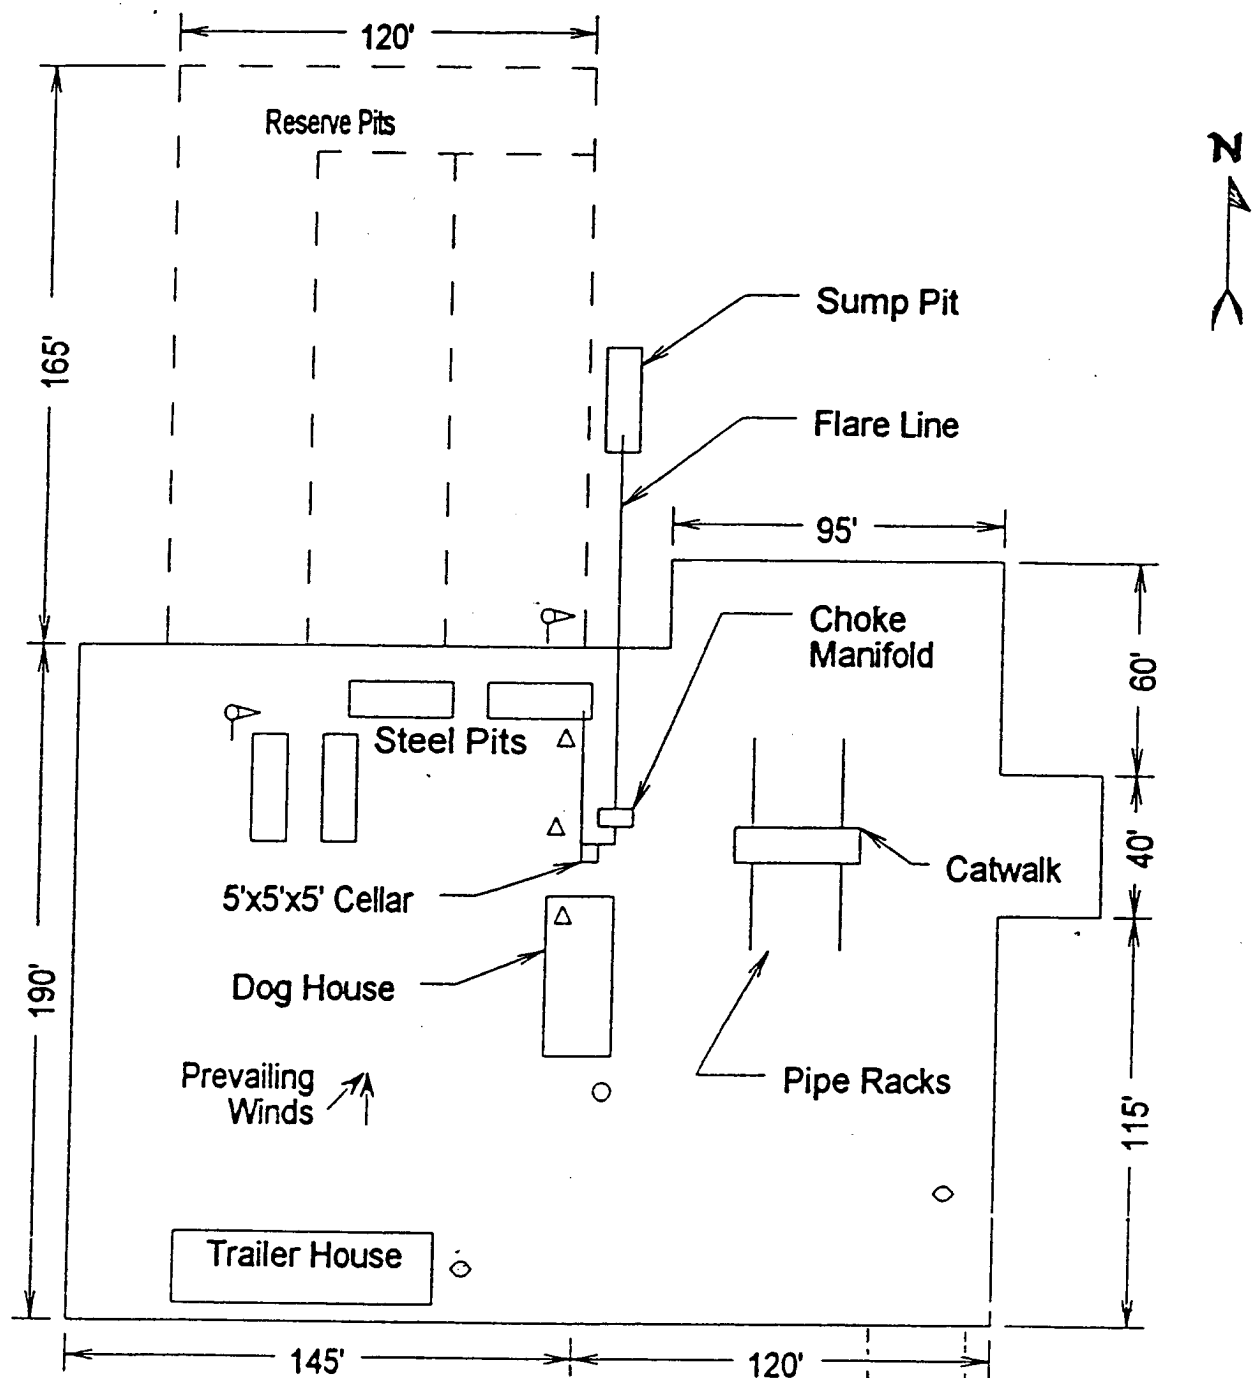 120'
Reserve Pits
N
165'
Sump Pit
Flare Line
95'
Choke
Manifold
60'
Steel Pits
40'
Catwalk
5'x5'x5' Cellar
Dog House
190'
Prevailing
Winds
Pipe Racks
115'
Trailer House
145'
120'